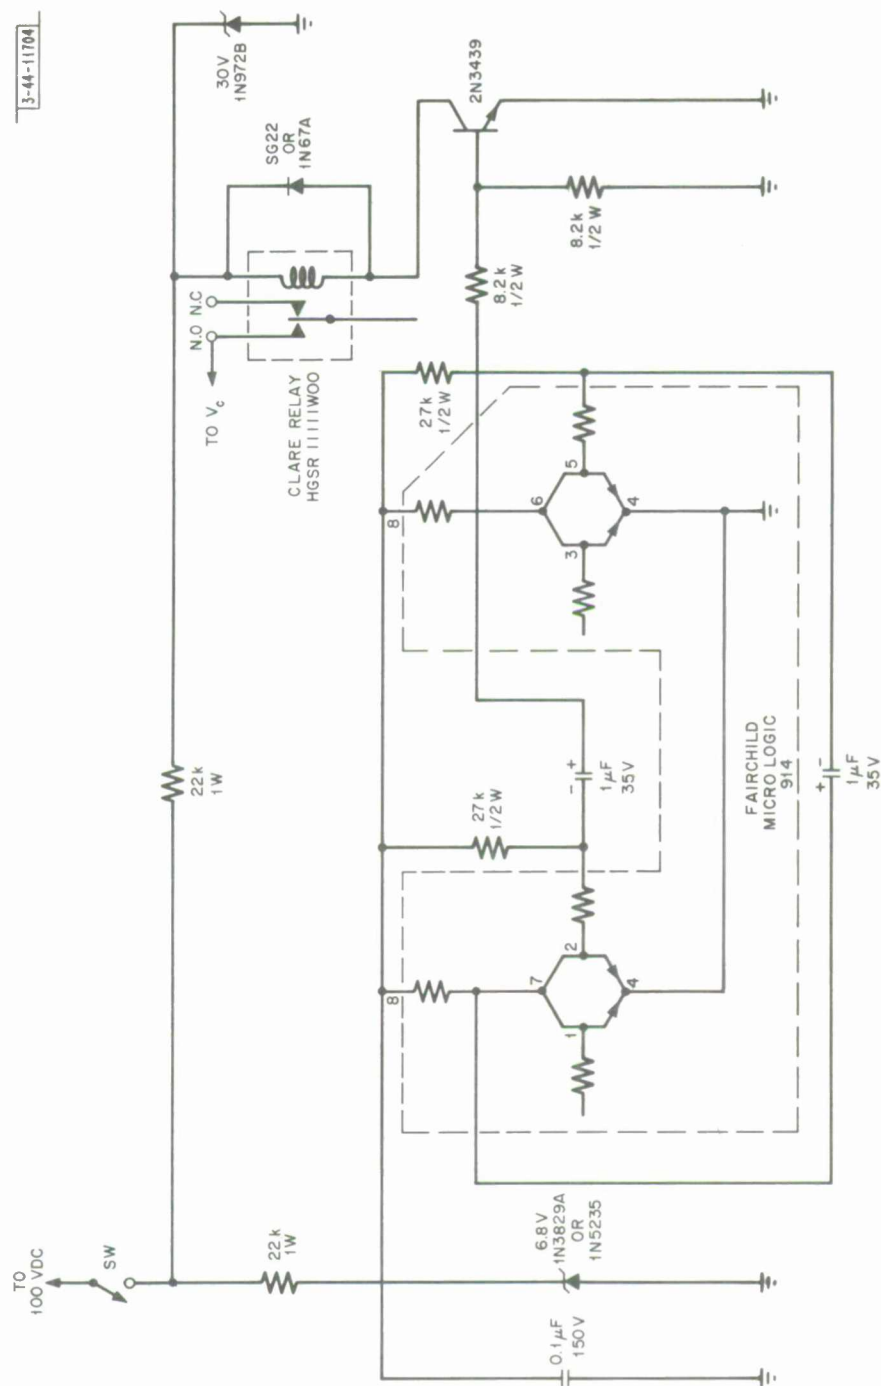 3-44-11704
TO
100 VDC
SW
22k
1W
30V
1N972B
SG22
OR
1N67A
N.O N.C
TO Vc
CLARE RELAY
HGSR 11111W00
2N3439
8.2k
1/2 W
8.2k
1/2 W
22k
1W
27k
1/2 W
27k
1/2 W
8
8
7
1
2
4
6
3
5
4
- +
1μF
35V
FAIRCHILD
MICRO LOGIC
914
+ -
1μF
35V
6.8V
1N3829A
OR
1N5235
0.1μF
150V